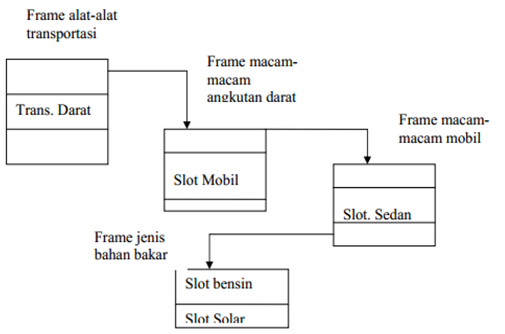 Frame alat-alat
transportasi
Trans. Darat
Frame macam-
macam
angkutan darat
Slot Mobil
Frame macam-
macam mobil
Slot. Sedan
Frame jenis
bahan bakar
Slot bensin
Slot Solar